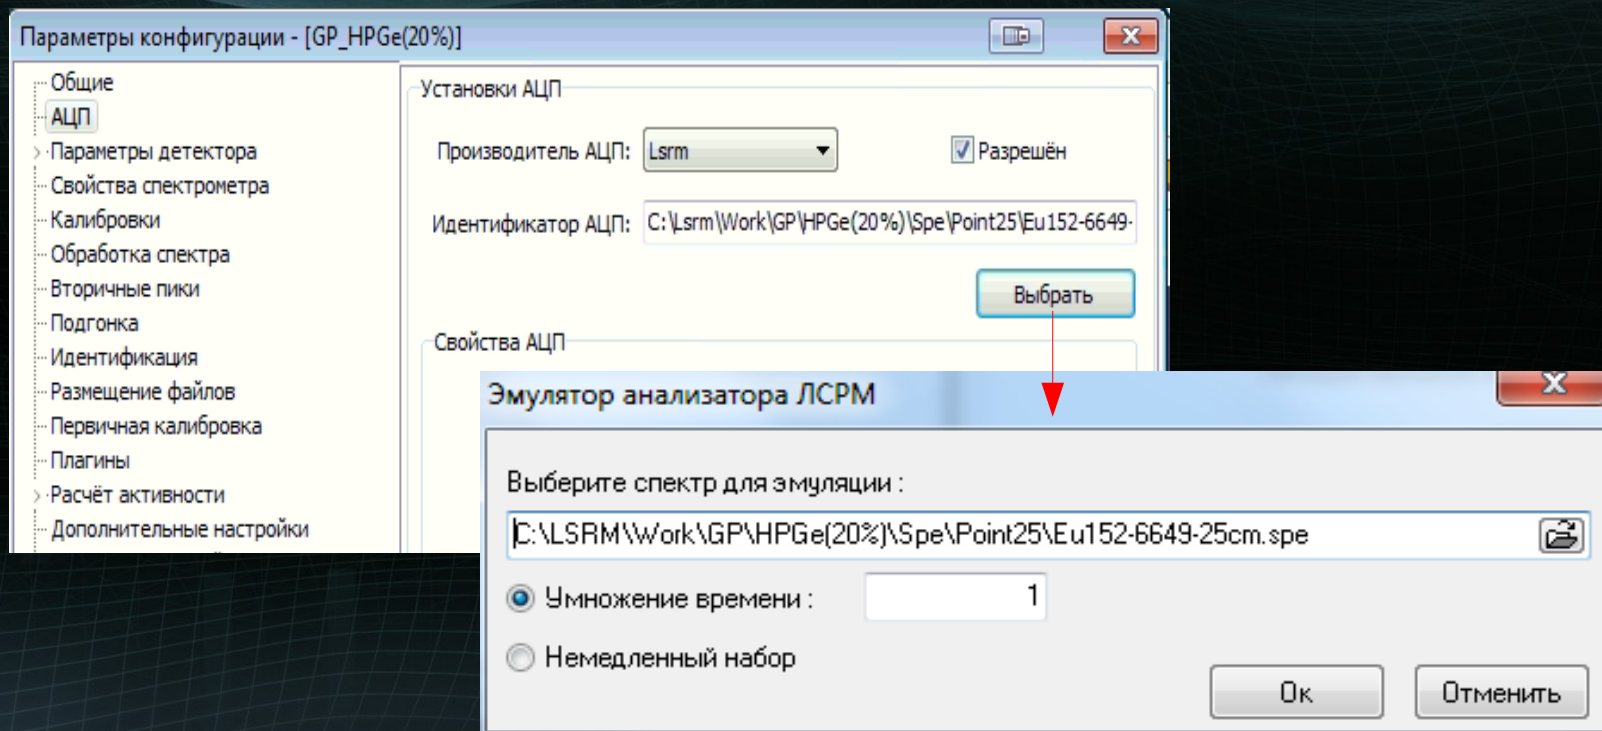 Параметры конфигурации - [GP_HPGe(20%)]
Общие
АЦП
Параметры детектора
Свойства спектрометра
Калибровки
Обработка спектра
Вторичные пики
Подгонка
Идентификация
Размещение файлов
Первичная калибровка
Плагины
Расчёт активности
Дополнительные настройки
Установки АЦП
Производитель АЦП: Lsrm Разрешён
Идентификатор АЦП: C:\Lsrm\Work\GP\HPGe(20%)\Spe\Point25\Eu152-6649-
Выбрать
Свойства АЦП
Эмулятор анализатора ЛСРМ
Выберите спектр для эмуляции :
C:\LSRM\Work\GP\HPGe(20%)\Spe\Point25\Eu152-6649-25cm.spe
Умножение времени : 1
Немедленный набор
Ок Отменить